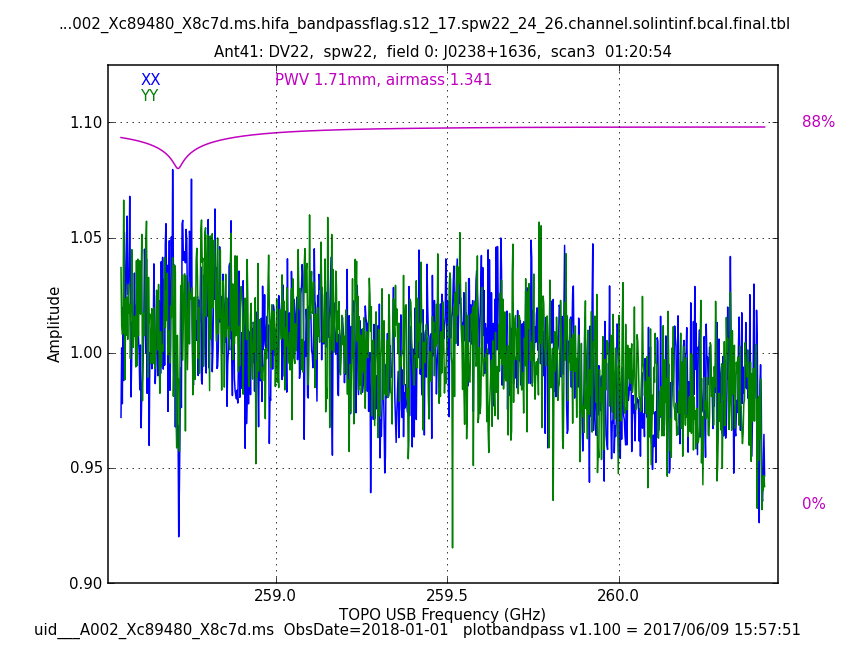 ...002_Xc89480_X8c7d.ms.hifa_bandpassflag.s12_17.spw22_24_26.channel.solintinf.bcal.final.tbl
Ant41: DV22,  spw22,  field 0: J0238+1636,  scan3  01:20:54
XX
PWV 1.71mm, airmass 1.341
YY
1.10
88%
1.05
Amplitude
1.00
0.95
0%
0.90
259.0
259.5
260.0
TOPO USB Frequency (GHz)
uid___A002_Xc89480_X8c7d.ms  ObsDate=2018-01-01   plotbandpass v1.100 = 2017/06/09 15:57:51